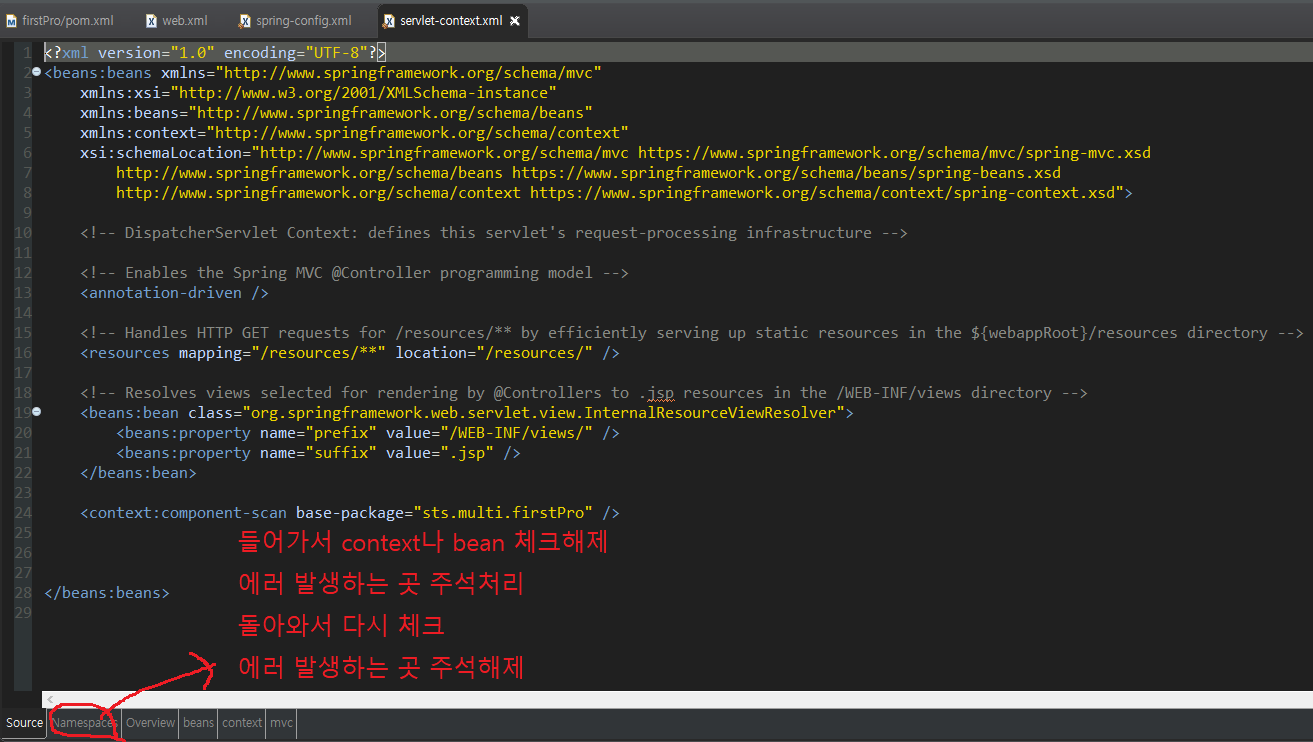 firstPro/pom.xml web.xml spring-config.xml servlet-context.xml
1 <?xml version="1.0" encoding="UTF-8"?>
2 <beans:beans xmlns="http://www.springframework.org/schema/mvc"
3 xmlns:xsi="http://www.w3.org/2001/XMLSchema-instance"
4 xmlns:beans="http://www.springframework.org/schema/beans"
5 xmlns:context="http://www.springframework.org/schema/context"
6 xsi:schemaLocation="http://www.springframework.org/schema/mvc https://www.springframework.org/schema/mvc/spring-mvc.xsd
7 http://www.springframework.org/schema/beans https://www.springframework.org/schema/beans/spring-beans.xsd
8 http://www.springframework.org/schema/context https://www.springframework.org/schema/context/spring-context.xsd">
9
10 <!-- DispatcherServlet Context: defines this servlet's request-processing infrastructure -->
11
12 <!-- Enables the Spring MVC @Controller programming model -->
13 <annotation-driven />
14
15 <!-- Handles HTTP GET requests for /resources/** by efficiently serving up static resources in the ${webappRoot}/resources directory -->
16 <resources mapping="/resources/**" location="/resources/" />
17
18 <!-- Resolves views selected for rendering by @Controllers to .jsp resources in the /WEB-INF/views directory -->
19 <beans:bean class="org.springframework.web.servlet.view.InternalResourceViewResolver">
20 <beans:property name="prefix" value="/WEB-INF/views/" />
21 <beans:property name="suffix" value=".jsp" />
22 </beans:bean>
23
24 <context:component-scan base-package="sts.multi.firstPro" />
25
들어가서 context나 bean 체크해제
26
27
에러 발생하는 곳 주석처리
28 </beans:beans>
29
돌아와서 다시 체크
에러 발생하는 곳 주석해제
Source Namespaces Overview beans context mvc